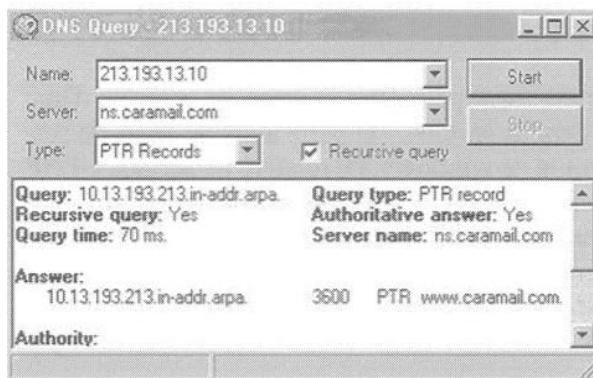 DNS Query - 213.193.13.10
Name: 213.193.13.10 Start
Server: ns.caramail.com Stop
Type: PTR Records Recursive query
Query: 10.13.193.213.in-addr.arpa. Query type: PTR record
Recursive query: Yes Authoritative answer: Yes
Query time: 70 ms. Server name: ns.caramail.com
Answer:
10.13.193.213.in-addr.arpa. 3600 PTR www.caramail.com.
Authority: